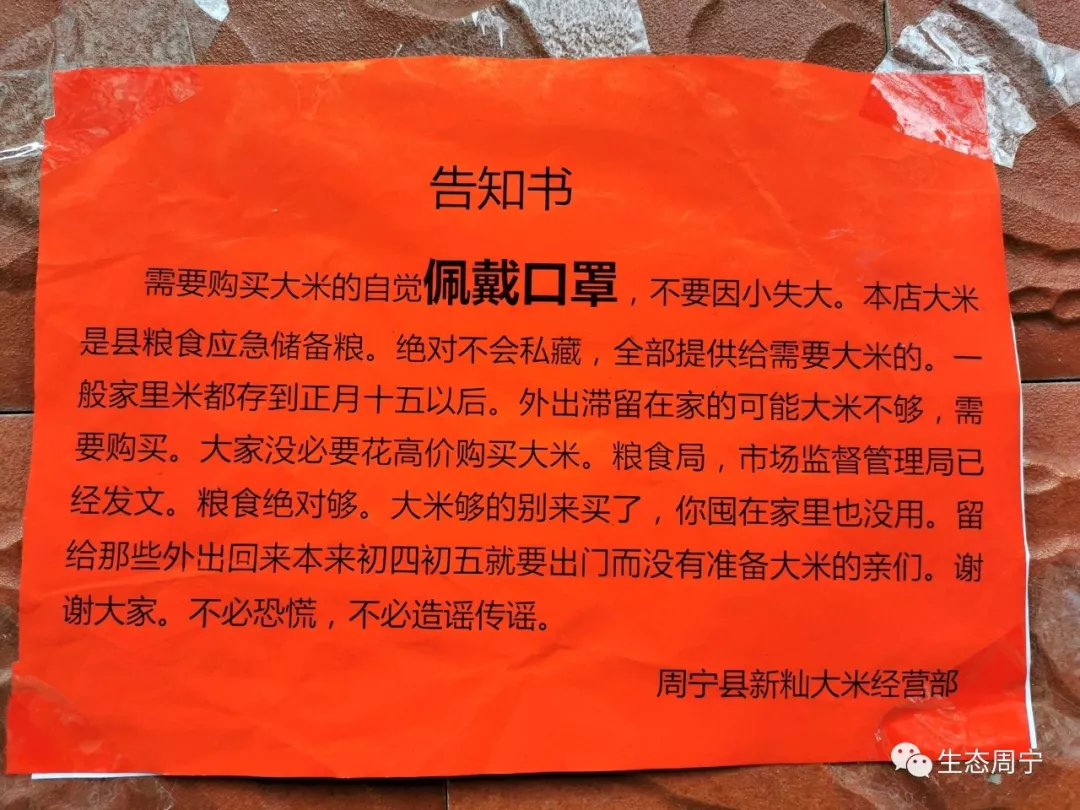 告知书
需要购买大米的自觉佩戴口罩，不要因小失大。本店大米
是县粮食应急储备粮。绝对不会私藏，全部提供给需要大米的。一
般家里米都存到正月十五以后。外出滞留在家的可能大米不够，需
要购买。大家没必要花高价购买大米。粮食局，市场监督管理局已
经发文。粮食绝对够。大米够的别来买了，你囤在家里也没用。留
给那些外出回来本来初四初五就要出门而没有准备大米的亲们。谢
谢大家。不必恐慌，不必造谣传谣。
周宁县新籼大米经营部
生态周宁